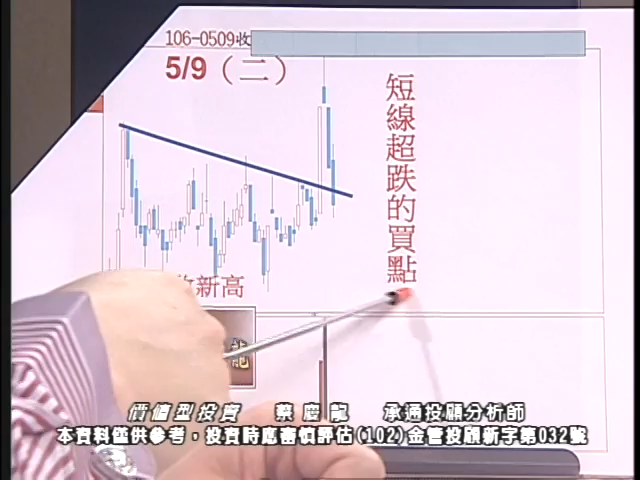 106-0509收
5/9（二）
短線超跌的買點
新高
龍
價值型投資 蔡慶龍 承通投顧分析師
本資料僅供參考，投資時應審慎評估(102)金管投顧新字第032號